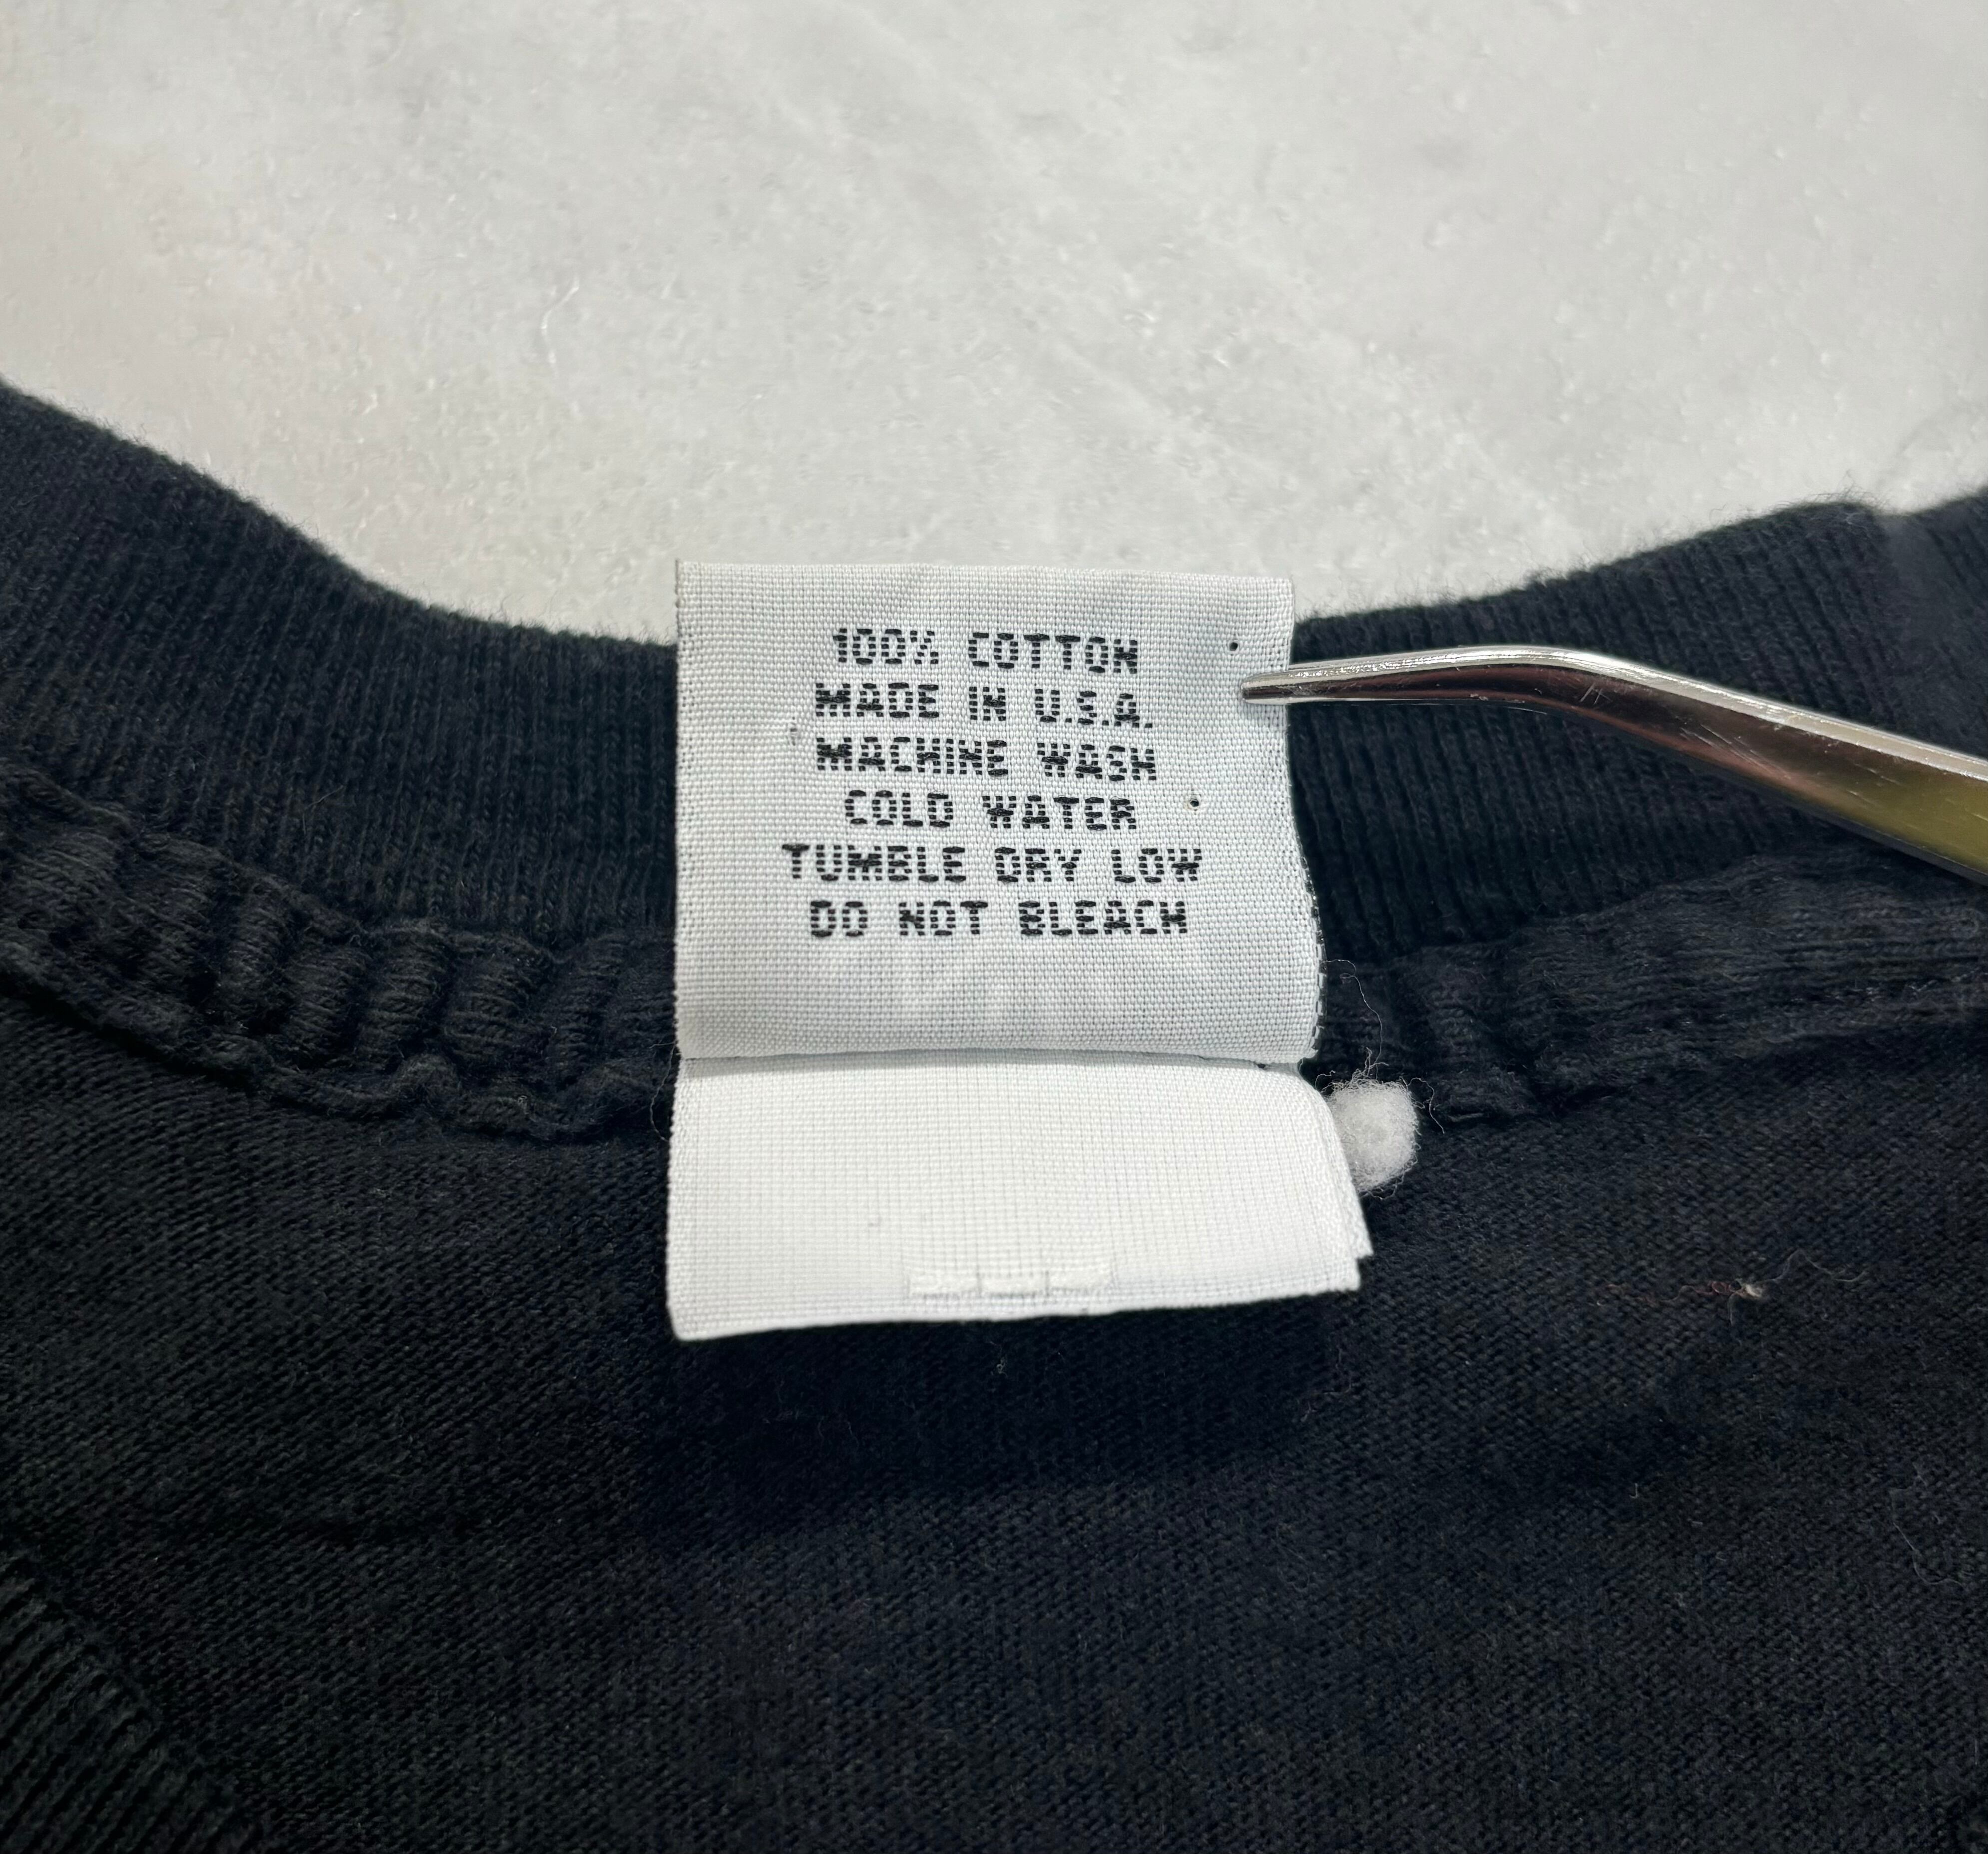 100% COTTON
MADE IN U.S.A.
MACHINE WASH
COLD WATER
TUMBLE DRY LOW
DO NOT BLEACH